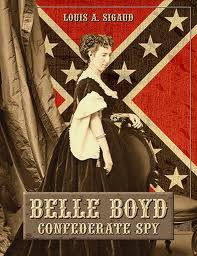 LOUIS A. SIGAUD
BELLE BOYD
CONFEDERATE SPY